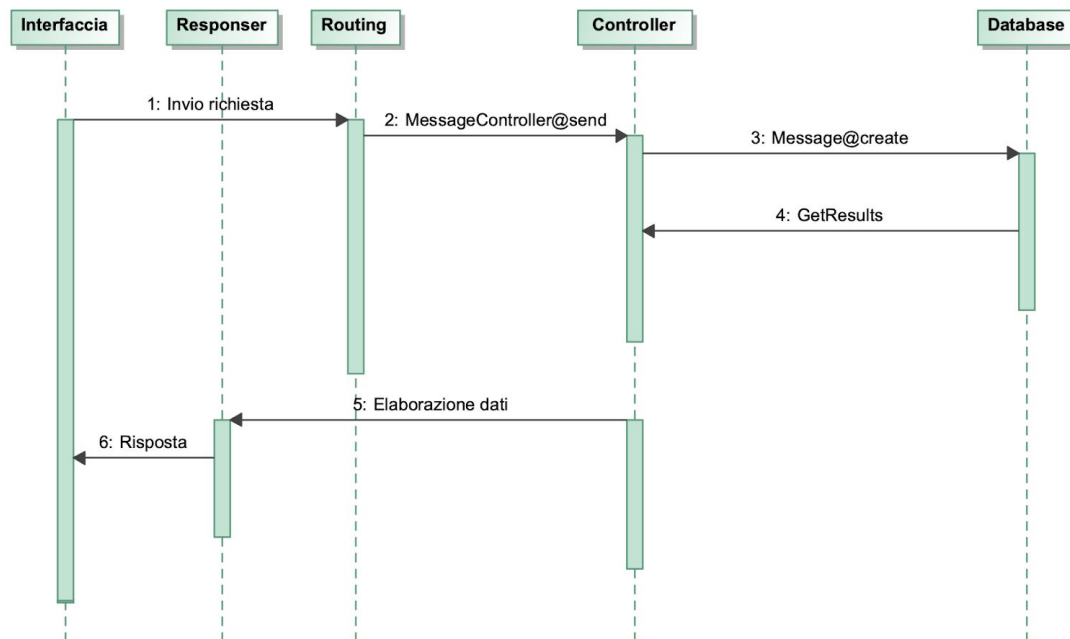 Interfaccia
Responser
Routing
Controller
Database
1: Invio richiesta
2: MessageController@send
3: Message@create
4: GetResults
5: Elaborazione dati
6: Risposta